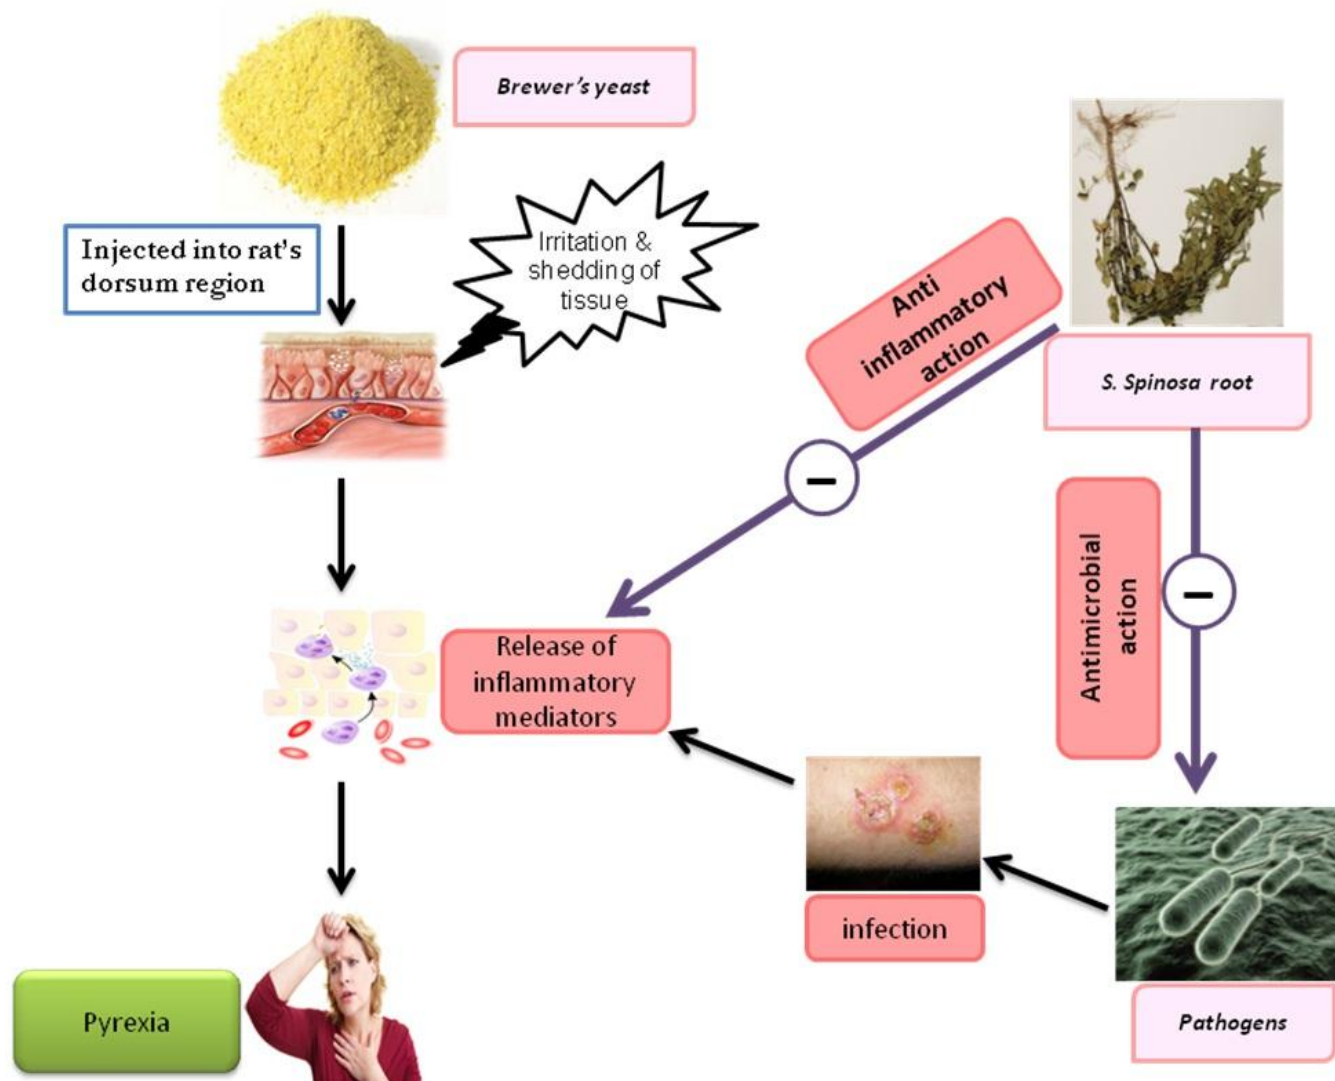 Brewer's yeast
Injected into rat's
dorsum region
Irritation &
shedding of
tissue
Anti
inflammatory
action
S. Spinosa root
–
Antimicrobial
action
–
Release of
inflammatory
mediators
infection
Pathogens
Pyrexia